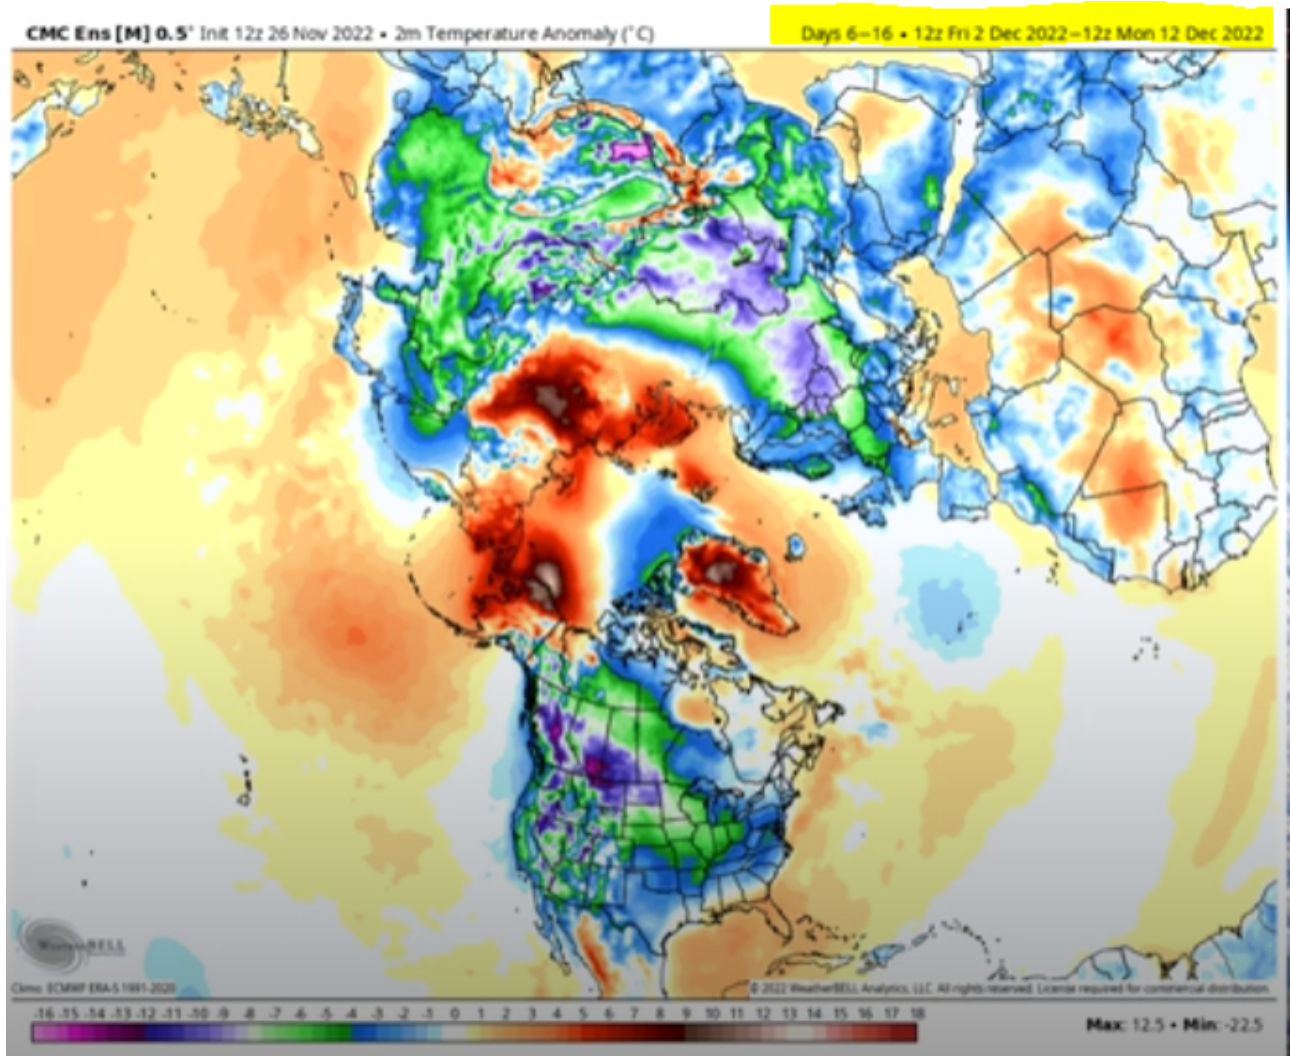 CMC Ens [M] 0.5° Init 12z 26 Nov 2022 • 2m Temperature Anomaly (°C)
Days 6−16 • 12z Fri 2 Dec 2022−12z Mon 12 Dec 2022
WeatherBELL
Climo: ECMWF ERA-5 1991-2020
© 2022 WeatherBELL Analytics, LLC. All rights reserved. License required for commercial distribution.
-16 -15 -14 -13 -12 -11 -10 -9 -8 -7 -6 -5 -4 -3 -2 -1 0 1 2 3 4 5 6 7 8 9 10 11 12 13 14 15 16 17 18
Max: 12.5 • Min: -22.5